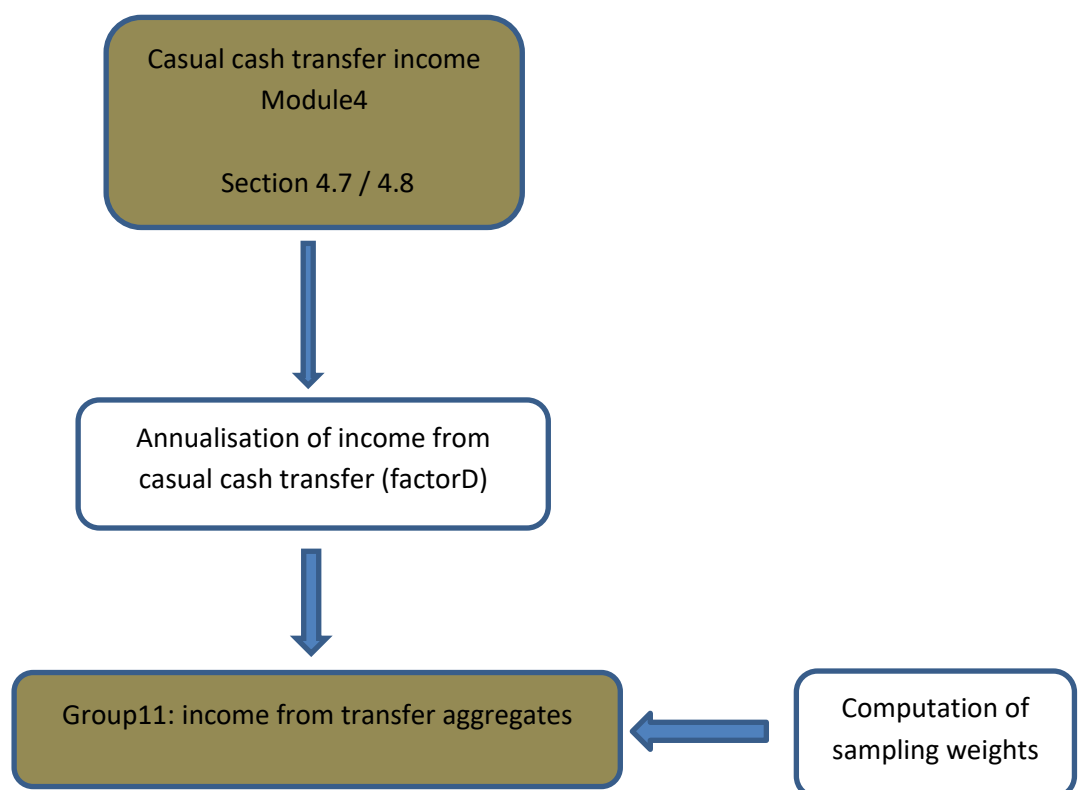 Casual cash transfer income
Module4
Section 4.7 / 4.8
Annualisation of income from
casual cash transfer (factorD)
Group11: income from transfer aggregates
Computation of
sampling weights